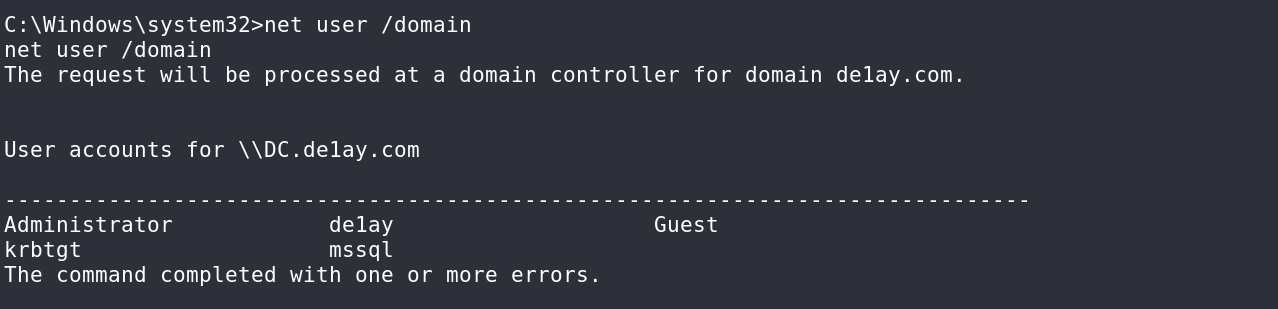 C:\Windows\system32>net user /domain
net user /domain
The request will be processed at a domain controller for domain de1ay.com.
User accounts for \\DC.de1ay.com
-------------------------------------------------------------------------------
Administrator            de1ay                    Guest
krbtgt                   mssql
The command completed with one or more errors.